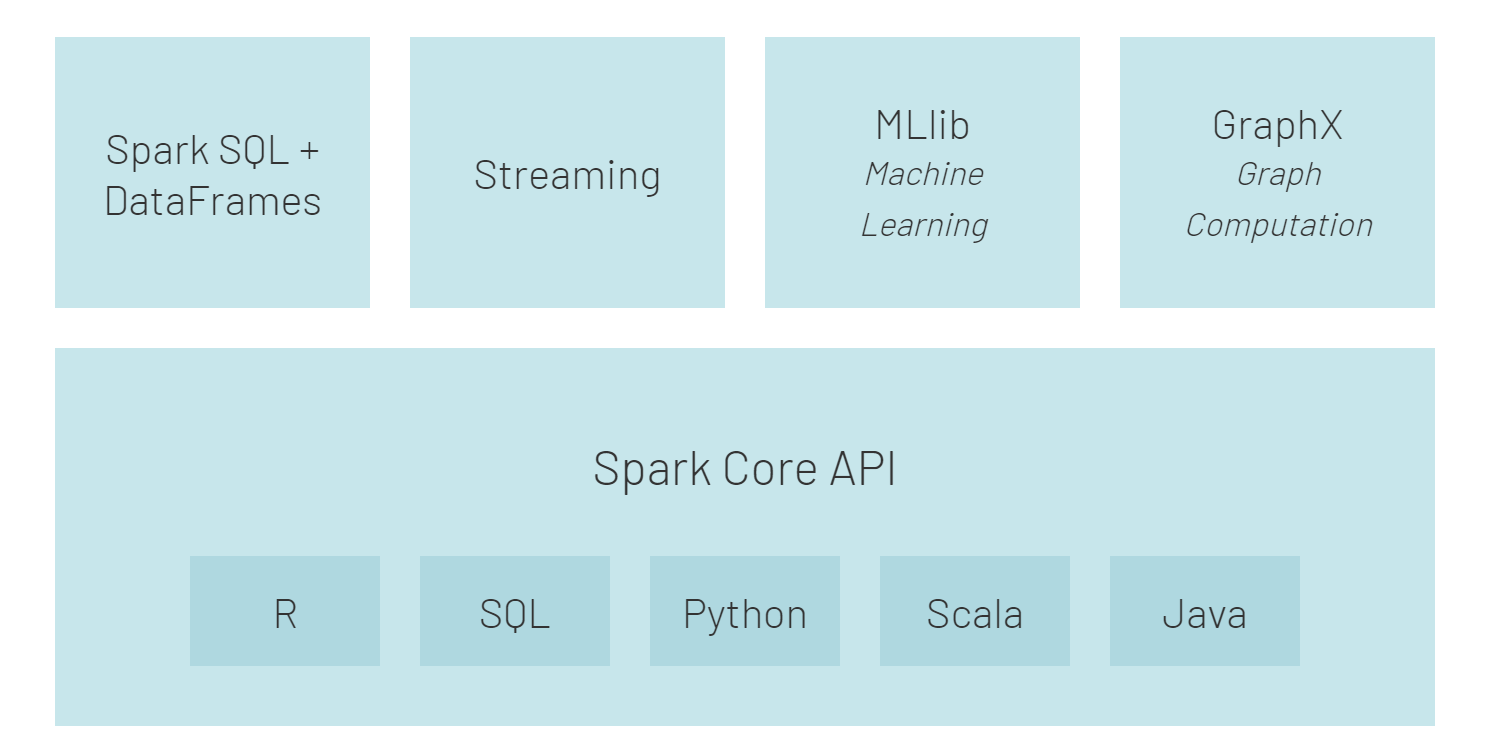 Spark SQL +
DataFrames
Streaming
MLlib
Machine
Learning
GraphX
Graph
Computation
Spark Core API
R
SQL
Python
Scala
Java